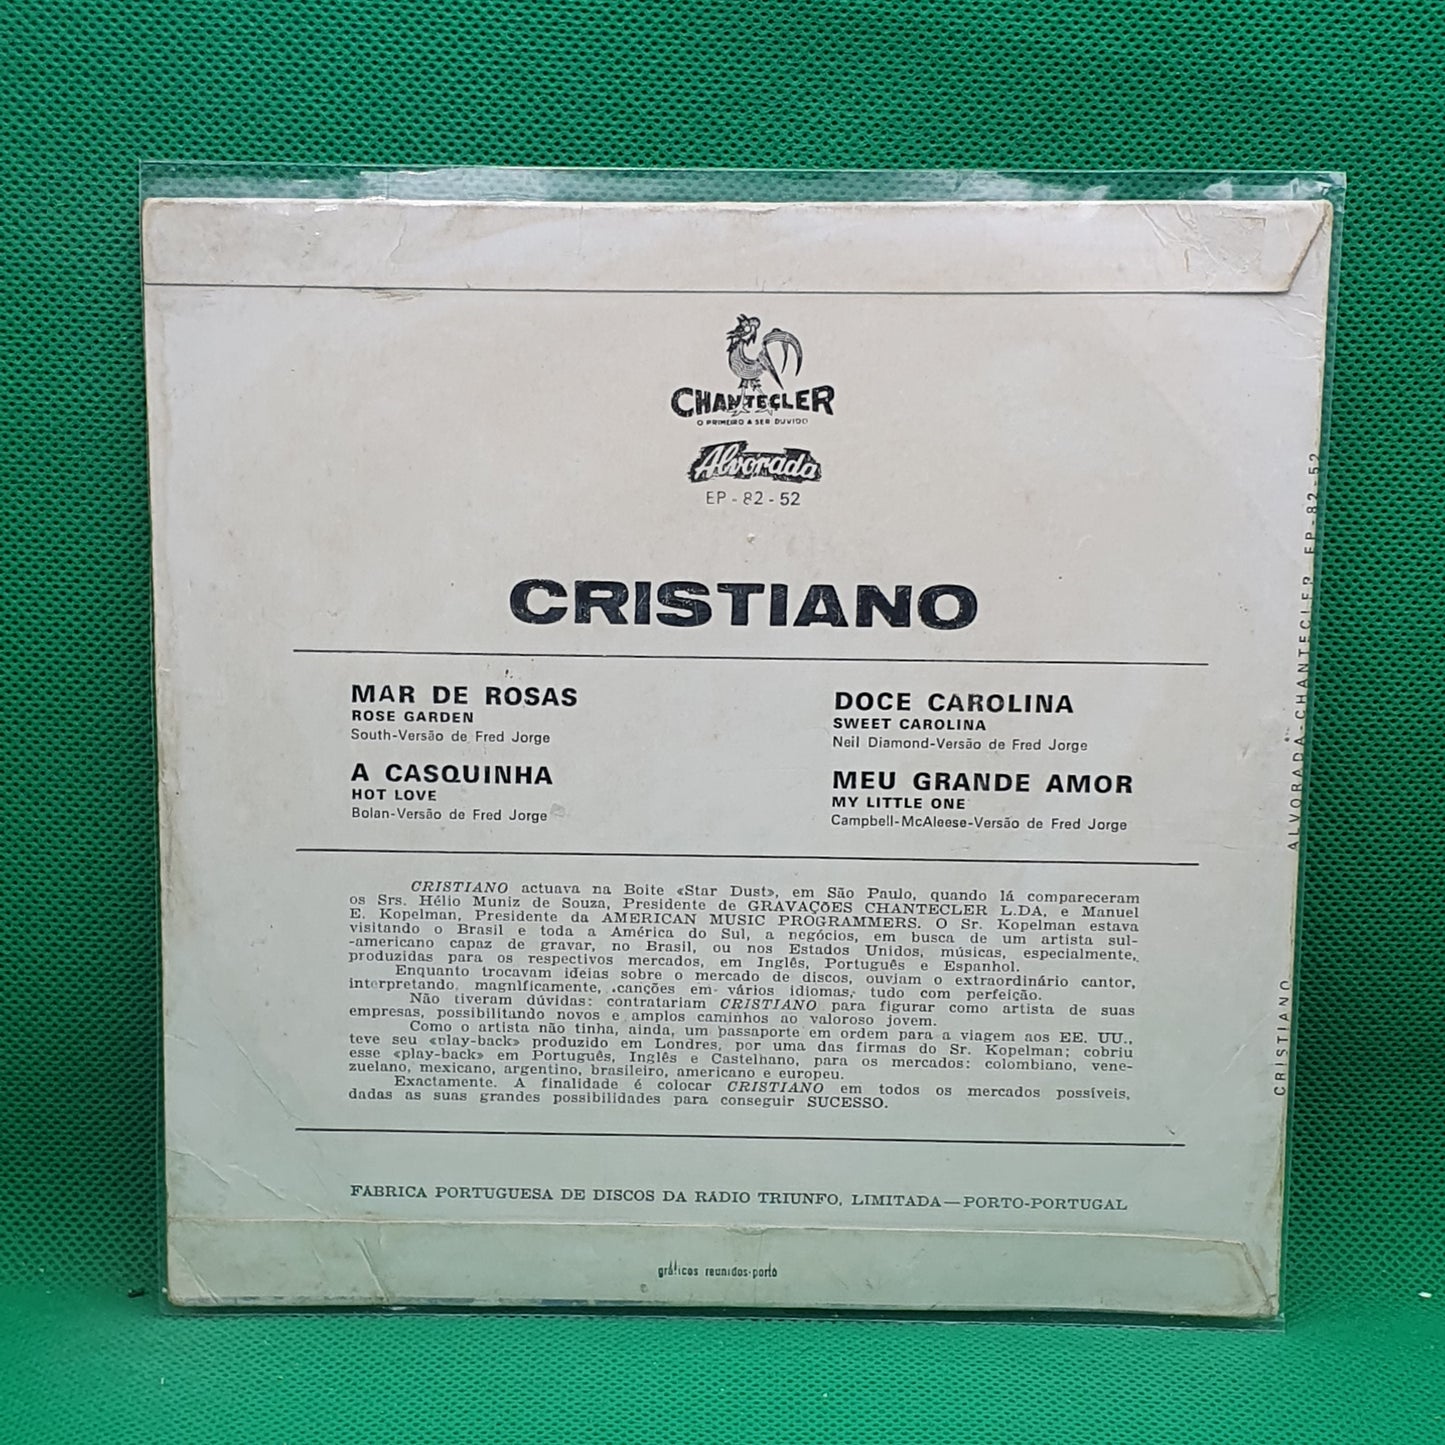 CHANTECLER
O PRIMEIRO A SER OUVIDO
Alvorada
EP - 82 - 52
CRISTIANO
MAR DE ROSAS
ROSE GARDEN
South-Versão de Fred Jorge
A CASQUINHA
HOT LOVE
Bolan-Versão de Fred Jorge
DOCE CAROLINA
SWEET CAROLINA
Neil Diamond-Versão de Fred Jorge
MEU GRANDE AMOR
MY LITTLE ONE
Campbell-McAleese-Versão de Fred Jorge
CRISTIANO actuava na Boite «Star Dust», em São Paulo, quando lá compareceram
os Srs. Hélio Muniz de Souza, Presidente de GRAVAÇÕES CHANTECLER L.DA, e Manuel
E. Kopelman, Presidente da AMERICAN MUSIC PROGRAMMERS. O Sr. Kopelman estava
visitando o Brasil e toda a América do Sul, a negócios, em busca de um artista sul-
-americano capaz de gravar, no Brasil, ou nos Estados Unidos, músicas, especialmente,
produzidas para os respectivos mercados, em Inglês, Português e Espanhol.
Enquanto trocavam ideias sobre o mercado de discos, ouviam o extraordinário cantor,
interpretando, magnificamente, canções em vários idiomas, tudo com perfeição.
Não tiveram dúvidas: contratariam CRISTIANO para figurar como artista de suas
empresas, possibilitando novos e amplos caminhos ao valoroso jovem.
Como o artista não tinha, ainda, um passaporte em ordem para a viagem aos EE. UU.,
teve seu «play-back» produzido em Londres, por uma das firmas do Sr. Kopelman; cobriu
esse «play-back» em Português, Inglês e Castelhano, para os mercados: colombiano, vene-
zuelano, mexicano, argentino, brasileiro, americano e europeu.
Exactamente. A finalidade é colocar CRISTIANO em todos os mercados possíveis,
dadas as suas grandes possibilidades para conseguir SUCESSO.
FÁBRICA PORTUGUESA DE DISCOS DA RÁDIO TRIUNFO, LIMITADA — PORTO-PORTUGAL
gráficos reunidos-porto
CRISTIANO ALVORADA-CHANTECLER EP-82-52